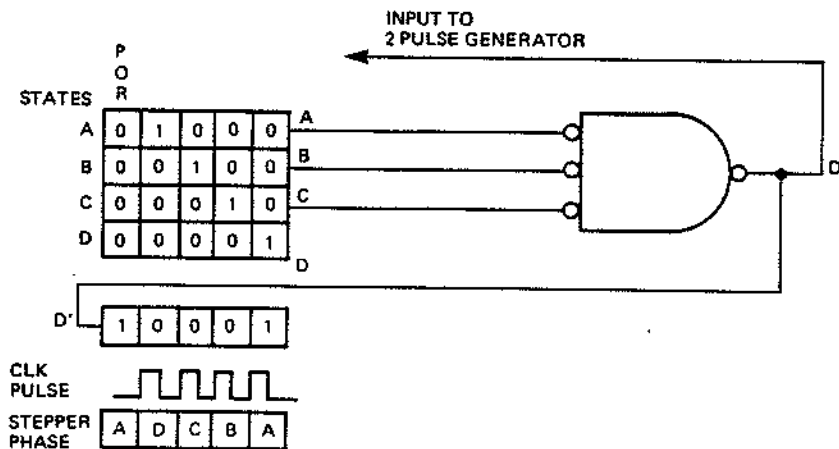 INPUT TO
2 PULSE GENERATOR
POR
STATES
A 0 1 0 0 0 A
B 0 0 1 0 0 B
C 0 0 0 1 0 C
D 0 0 0 0 1 D
D
D' 1 0 0 0 1
CLK
PULSE
STEPPER
PHASE
A D C B A